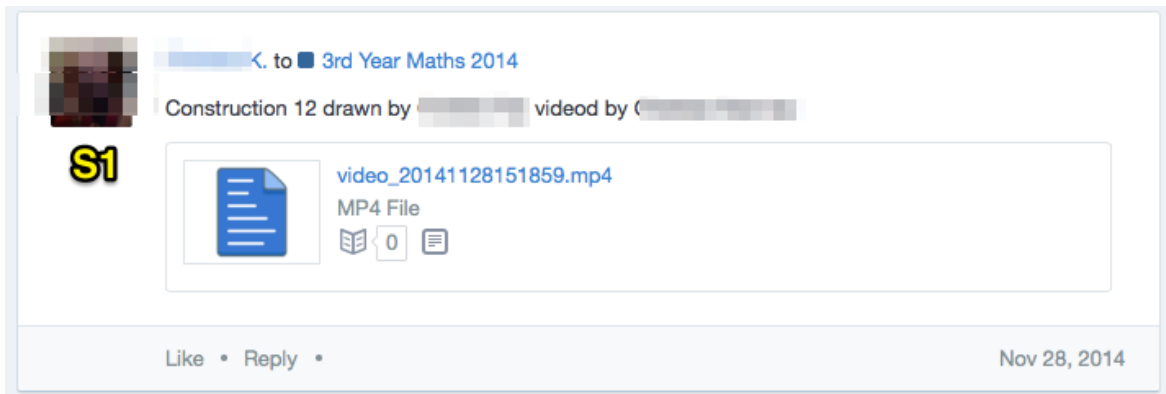 K. to 3rd Year Maths 2014
Construction 12 drawn by videod by
S1
video_20141128151859.mp4
MP4 File
0
Like • Reply •
Nov 28, 2014